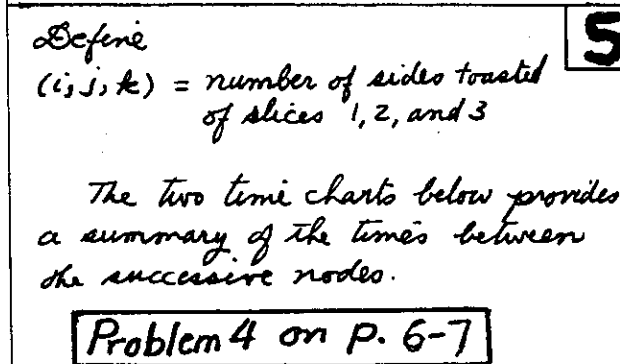 5
Define
(i, j, k) = number of sides toasted
of slices 1, 2, and 3
The two time charts below provides
a summary of the times between
the successive nodes.
Problem 4 on p. 6-7